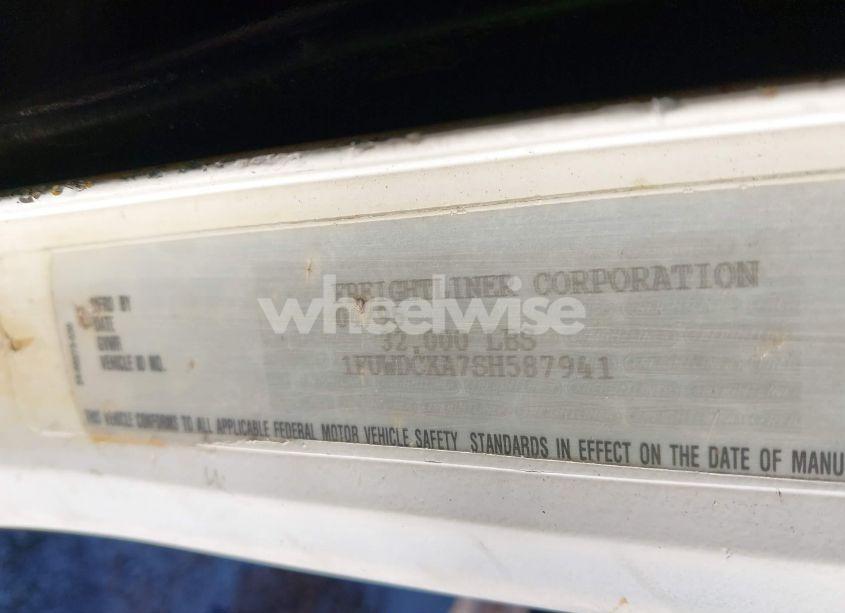 MFRD BY FREIGHTLINER CORPORATION
DATE
GVWR 32,000 LBS
VEHICLE ID NO. 1FUWDCXA7SH587941
THIS VEHICLE CONFORMS TO ALL APPLICABLE FEDERAL MOTOR VEHICLE SAFETY STANDARDS IN EFFECT ON THE DATE OF MANU
wheelwise